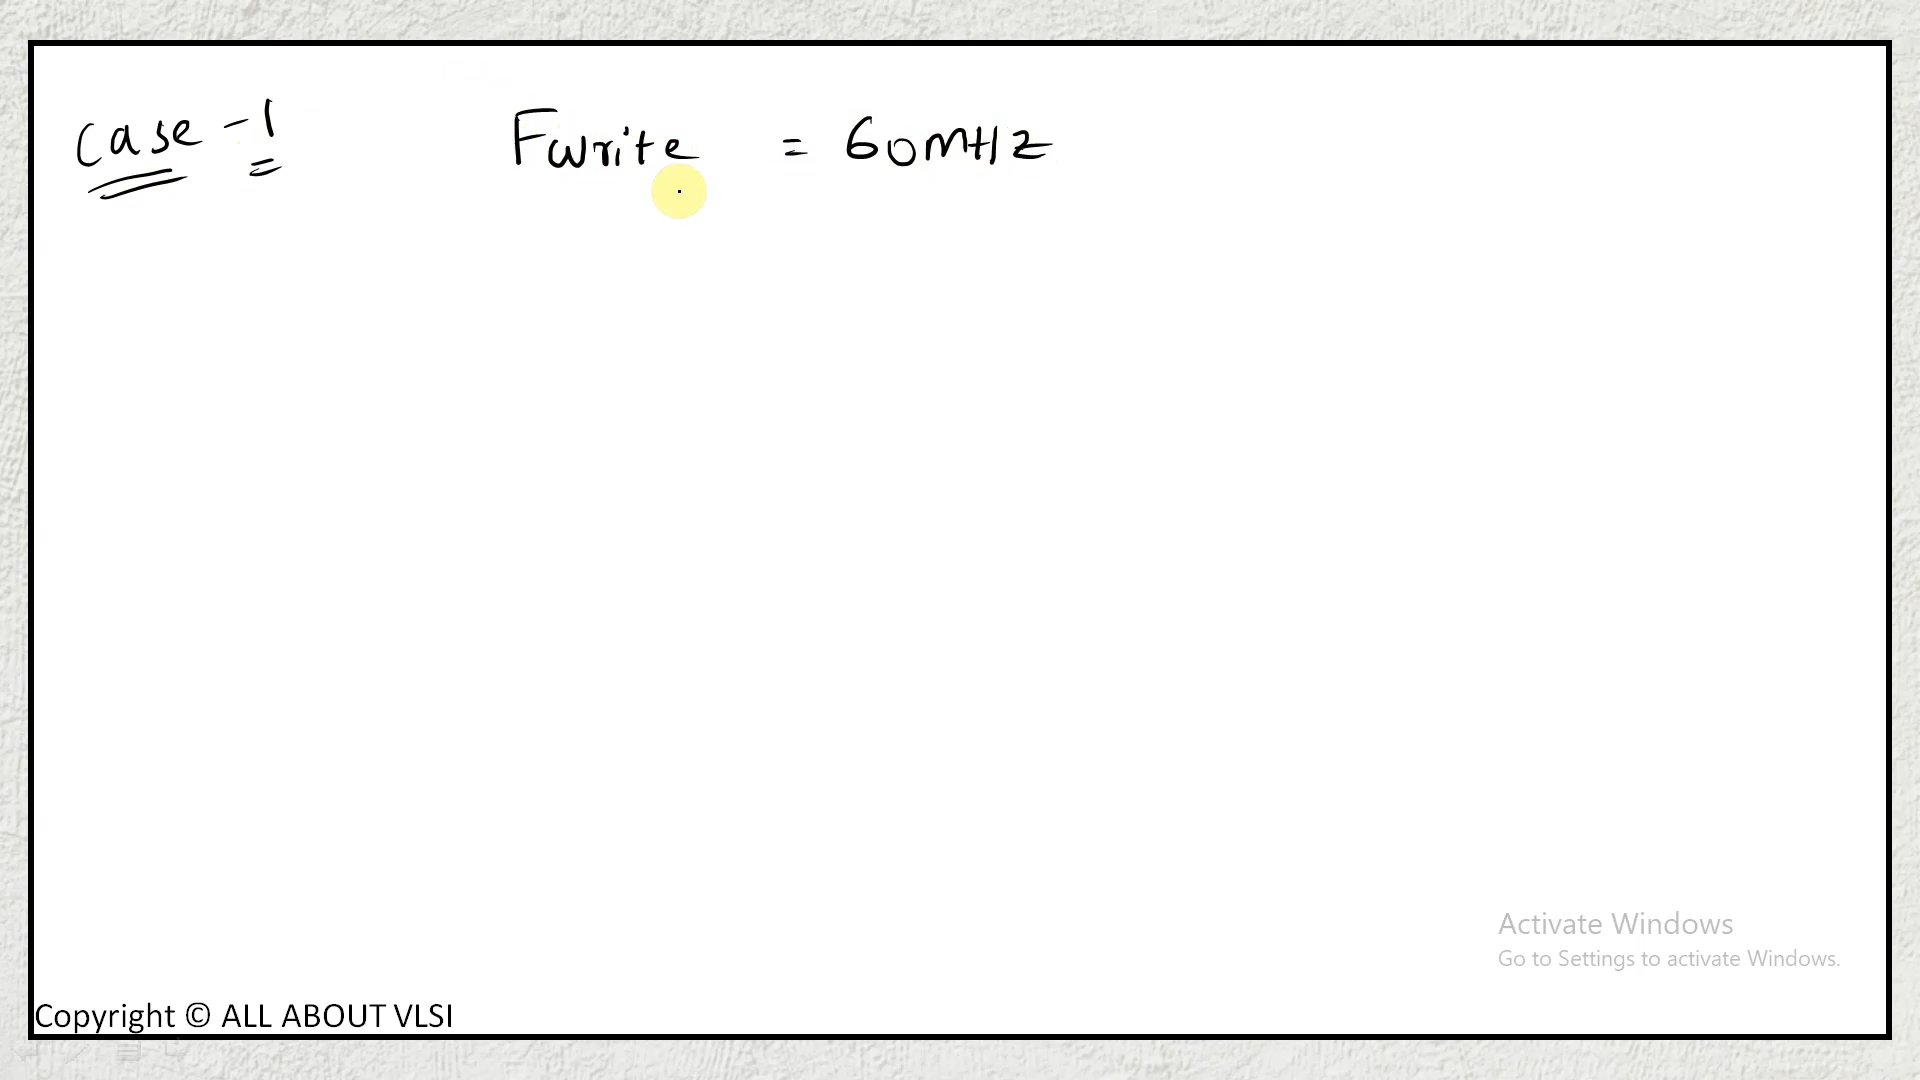 case -1 Fwrite = 60MHz
Activate Windows
Go to Settings to activate Windows.
Copyright © ALL ABOUT VLSI